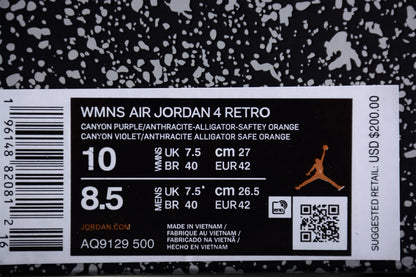 WMNS AIR JORDAN 4 RETRO
CANYON PURPLE/ANTHRACITE-ALLIGATOR-SAFTEY ORANGE
CANYON VIOLET/ANTHRACITE ALLIGATOR SAFE ORANGE
10 WMNS UK 7.5 cm 27
BR 40 EUR 42
8.5 MENS UK 7.5* cm 26.5
BR 40 EUR 42
JORDAN.COM
AQ9129 500
MADE IN VIETNAM /
FABRIQUE AU VIETNAM /
FABRICADO NA VIETNÃ /
HECHO EN VIETNAM
SUGGESTED RETAIL: USD $200.00
1 96148 82081 2 16